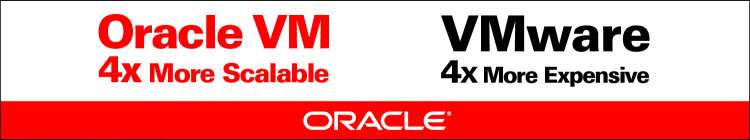 Oracle VM
4x More Scalable
VMware
4x More Expensive
ORACLE®